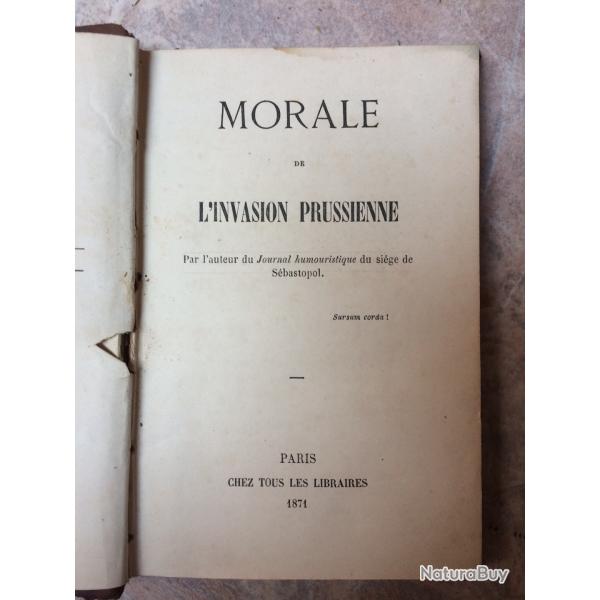 MORALE
DE
L'INVASION PRUSSIENNE
Par l'auteur du Journal humouristique du siége de
Sébastopol.
Sursum corda !
PARIS
CHEZ TOUS LES LIBRAIRES
1871
NaturaBuy